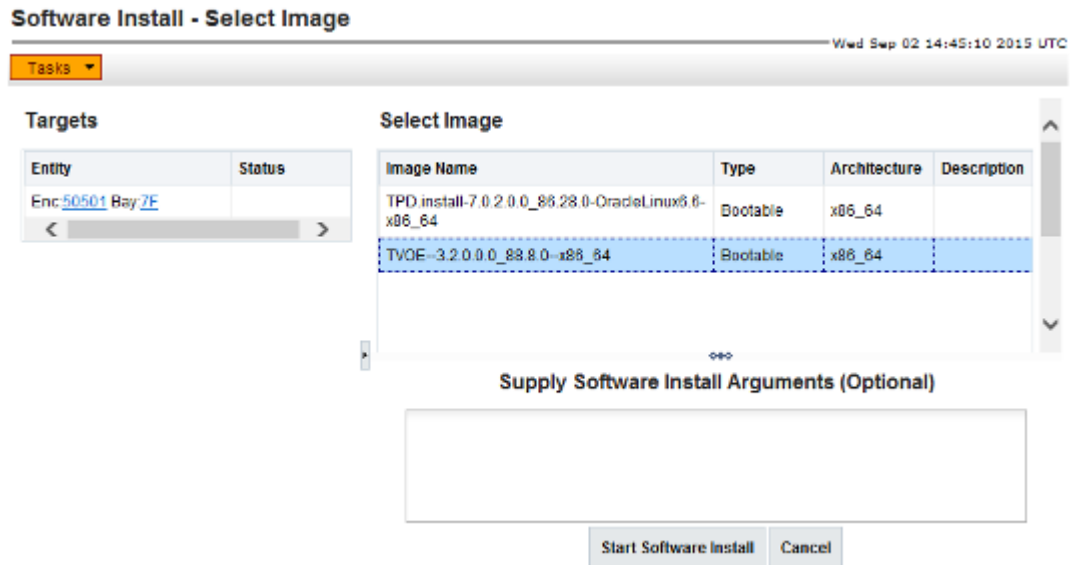 Software Install - Select Image
Wed Sep 02 14:45:10 2015 UTC
Tasks
Targets
Select Image
Entity Status
Image Name Type Architecture Description
Enc:50501 Bay:7F
TPD.install-7.0.2.0.0_86.28.0-OracleLinux6.6-
x86_64 Bootable x86_64
TVOE--3.2.0.0.0_88.8.0--x86_64 Bootable x86_64
Supply Software Install Arguments (Optional)
Start Software Install Cancel